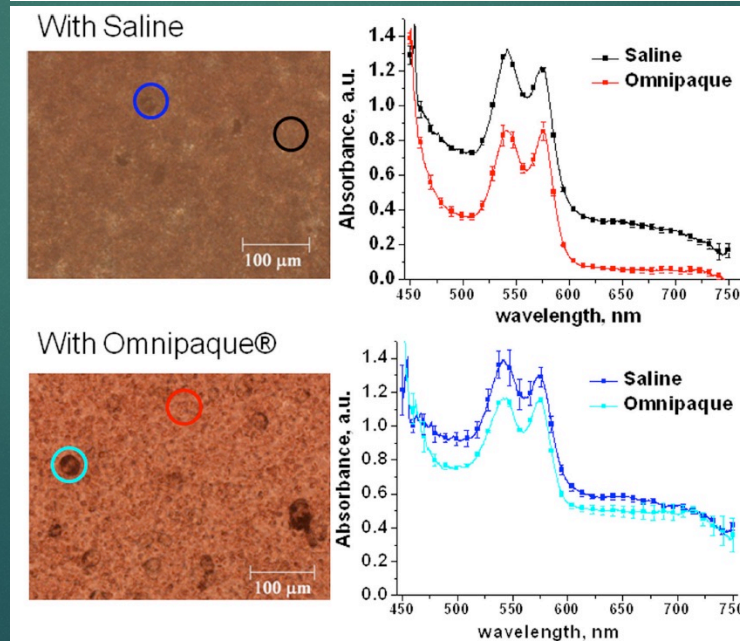 With Saline
100 μm
Absorbance, a.u.
1.4
1.2
1.0
0.8
0.6
0.4
0.2
0.0
Saline
Omnipaque
450 500 550 600 650 700 750
wavelength, nm
With Omnipaque®
100 μm
Absorbance, a.u.
1.4
1.2
1.0
0.8
0.6
0.4
0.2
0.0
Saline
Omnipaque
450 500 550 600 650 700 750
wavelength, nm